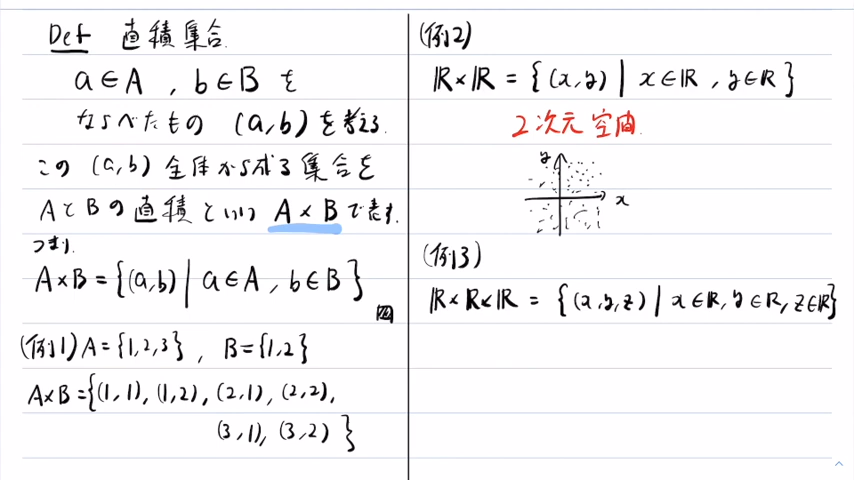 Def 直積集合
a∈A , b∈B を
ならべたもの (a,b)を考える
この (a,b) 全体から成る集合を
AとBの直積といい A×B で表す.
つまり.
A×B={(a,b)|a∈A, b∈B}
(例1) A={1,2,3}, B={1,2}
A×B={(1,1), (1,2), (2,1), (2,2),
(3,1), (3,2)}
(例2)
ℝ×ℝ = {(x,y) | x∈ℝ, y∈ℝ}
2次元空間
y
x
(例3)
ℝ×ℝ×ℝ = {(x,y,z) | x∈ℝ, y∈ℝ, z∈ℝ}